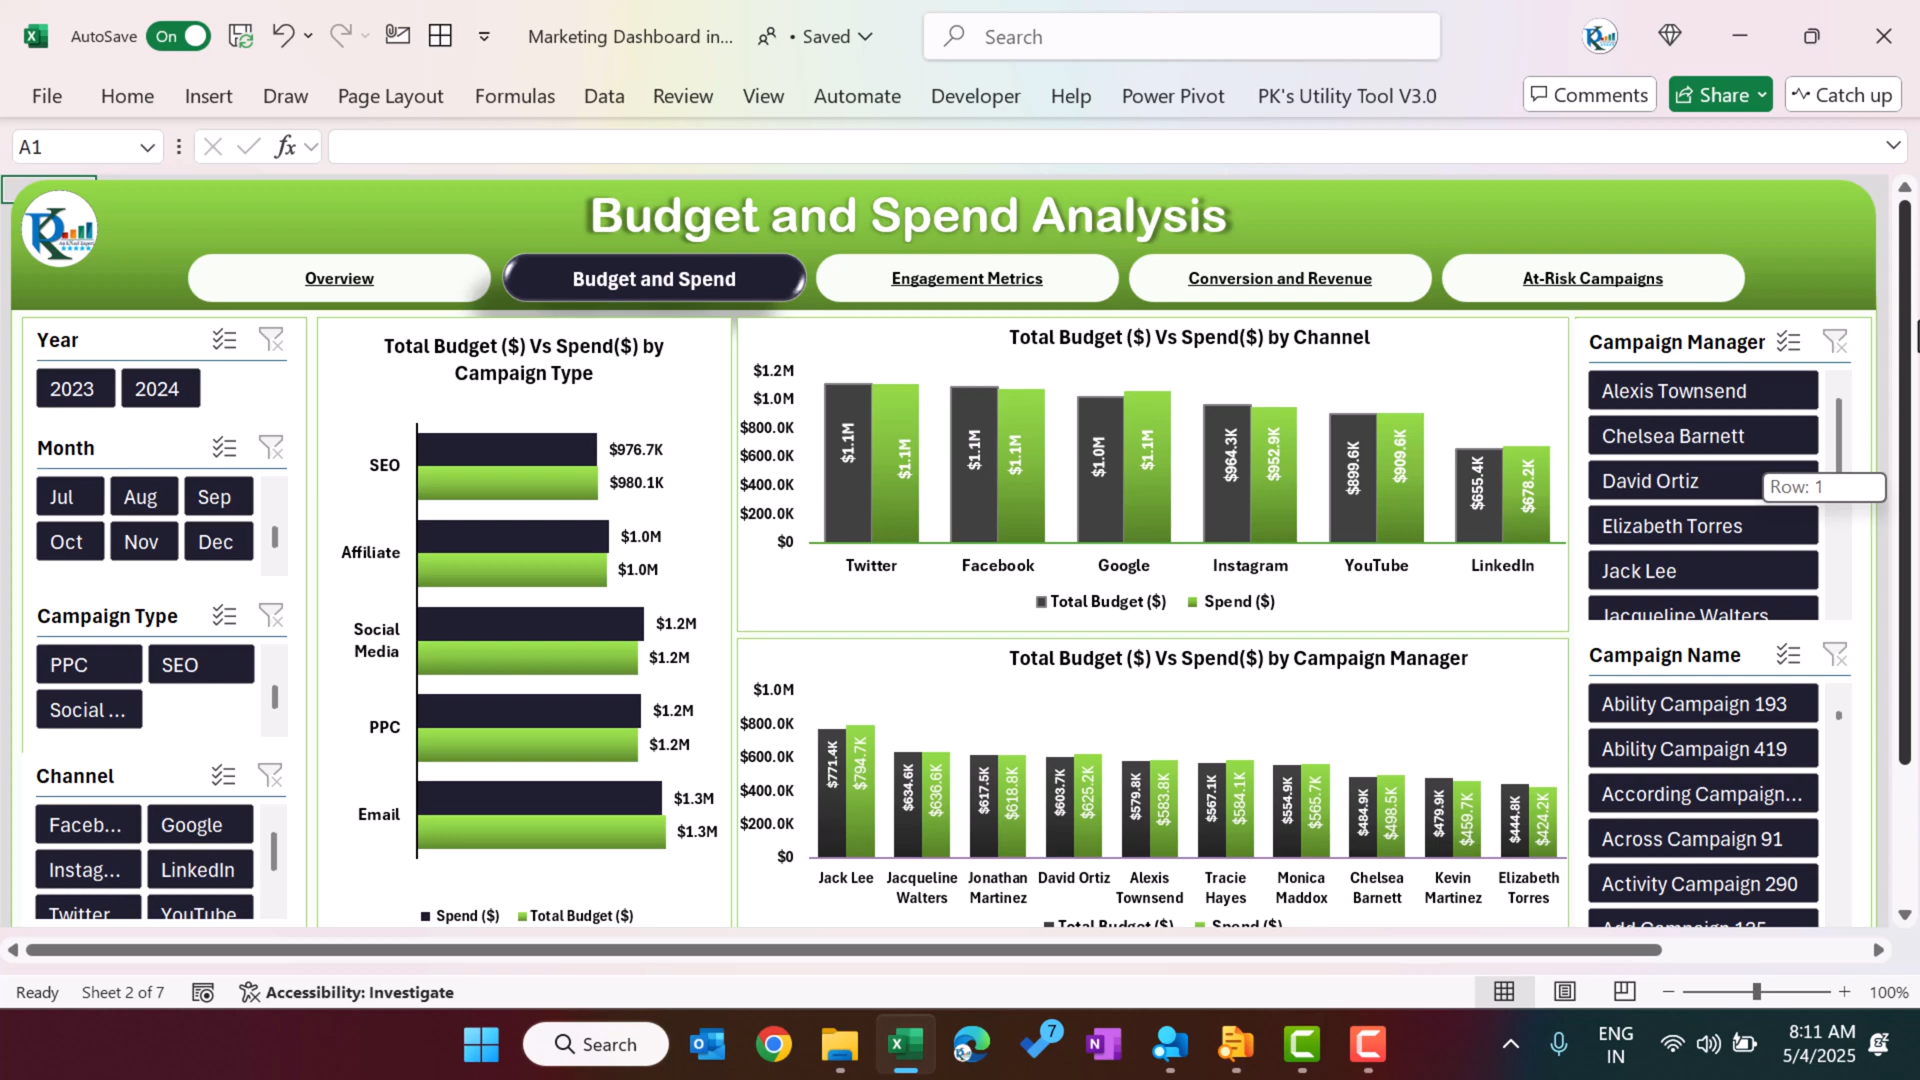 AutoSave On Marketing Dashboard in... • Saved Search
File Home Insert Draw Page Layout Formulas Data Review View Automate Developer Help Power Pivot PK's Utility Tool V3.0 Comments Share Catch up
A1 fx
Budget and Spend Analysis
Overview Budget and Spend Engagement Metrics Conversion and Revenue At-Risk Campaigns
Year
2023 2024
Month
Jul Aug Sep
Oct Nov Dec
Campaign Type
PPC SEO
Social ...
Channel
Faceb... Google
Instag... LinkedIn
Twitter YouTube
Total Budget ($) Vs Spend($) by
Campaign Type
SEO $976.7K
$980.1K
Affiliate $1.0M
$1.0M
Social
Media $1.2M
$1.2M
PPC $1.2M
$1.2M
Email $1.3M
$1.3M
Spend ($) Total Budget ($)
Total Budget ($) Vs Spend($) by Channel
$1.2M
$1.0M
$800.0K
$600.0K
$400.0K
$200.0K
$0
$1.1M $1.1M $1.1M $1.1M $1.0M $1.1M $964.3K $952.9K $899.6K $909.6K $655.4K $678.2K
Twitter Facebook Google Instagram YouTube LinkedIn
Total Budget ($) Spend ($)
Total Budget ($) Vs Spend($) by Campaign Manager
$1.0M
$800.0K
$600.0K
$400.0K
$200.0K
$0
$771.4K $794.7K $634.6K $636.6K $617.5K $618.8K $603.7K $625.2K $579.8K $583.8K $567.1K $584.1K $554.9K $565.7K $484.9K $498.5K $479.9K $459.7K $444.8K $424.2K
Jack Lee Jacqueline Jonathan David Ortiz Alexis Tracie Monica Chelsea Kevin Elizabeth
Walters Martinez Townsend Hayes Maddox Barnett Martinez Torres
Total Budget ($) Spend ($)
Campaign Manager
Alexis Townsend
Chelsea Barnett
David Ortiz
Row: 1
Elizabeth Torres
Jack Lee
Jacqueline Walters
Campaign Name
Ability Campaign 193
Ability Campaign 419
According Campaign...
Across Campaign 91
Activity Campaign 290
Add Campaign 135
Ready Sheet 2 of 7 Accessibility: Investigate 100%
Search 7 ENG
IN
8:11 AM
5/4/2025